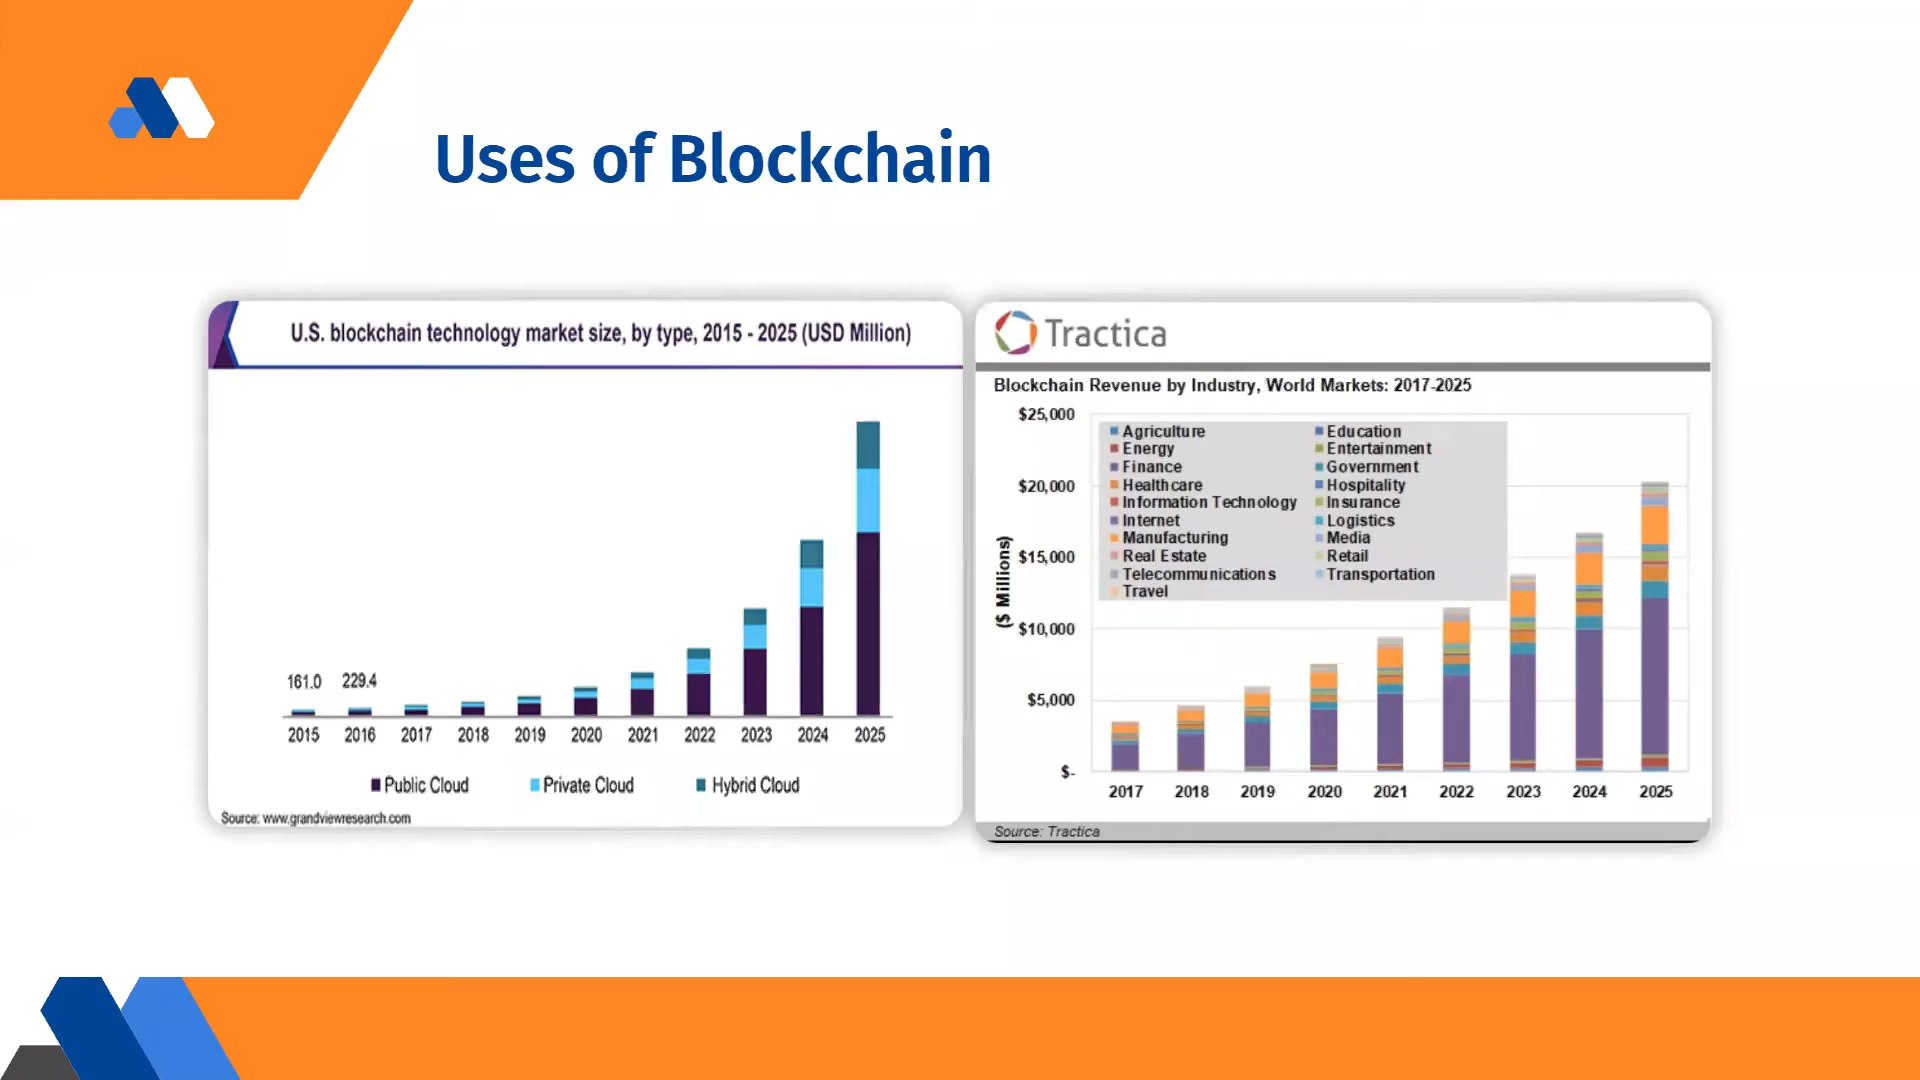 Uses of Blockchain
U.S. blockchain technology market size, by type, 2015 - 2025 (USD Million)
161.0 229.4
2015 2016 2017 2018 2019 2020 2021 2022 2023 2024 2025
Public Cloud Private Cloud Hybrid Cloud
Source: www.grandviewresearch.com
Tractica
Blockchain Revenue by Industry, World Markets: 2017-2025
($ Millions)
$25,000
$20,000
$15,000
$10,000
$5,000
$-
Agriculture Education
Energy Entertainment
Finance Government
Healthcare Hospitality
Information Technology Insurance
Internet Logistics
Manufacturing Media
Real Estate Retail
Telecommunications Transportation
Travel
2017 2018 2019 2020 2021 2022 2023 2024 2025
Source: Tractica